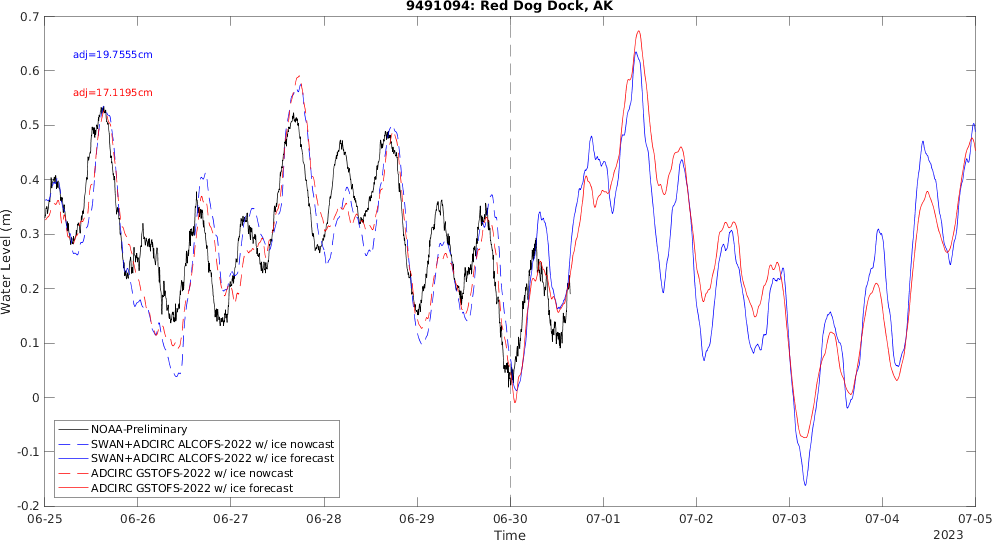 9491094: Red Dog Dock, AK
adj=19.7555cm
adj=17.1195cm
Water Level (m)
0.7
0.6
0.5
0.4
0.3
0.2
0.1
0
-0.1
-0.2
NOAA-Preliminary
SWAN+ADCIRC ALCOFS-2022 w/ ice nowcast
SWAN+ADCIRC ALCOFS-2022 w/ ice forecast
ADCIRC GSTOFS-2022 w/ ice nowcast
ADCIRC GSTOFS-2022 w/ ice forecast
06-25 06-26 06-27 06-28 06-29 06-30 07-01 07-02 07-03 07-04 07-05
Time
2023